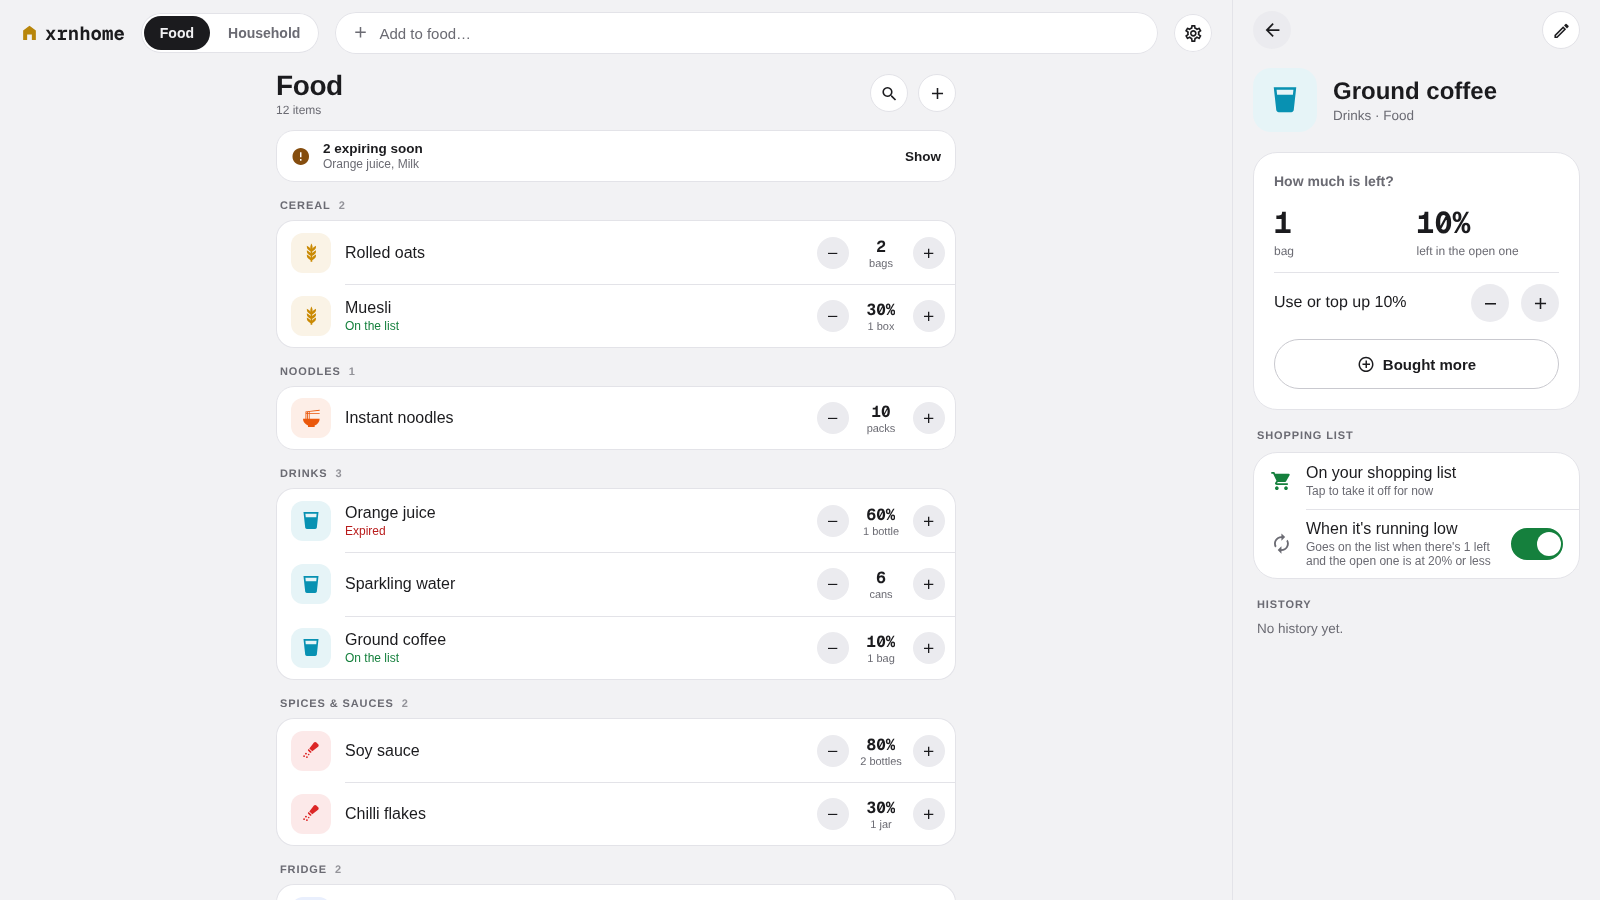 xrnhome
Food
Household
Add to food…
Food
12 items
2 expiring soon
Orange juice, Milk
Show
CEREAL 2
Rolled oats
2
bags
Muesli
On the list
30%
1 box
NOODLES 1
Instant noodles
10
packs
DRINKS 3
Orange juice
Expired
60%
1 bottle
Sparkling water
6
cans
Ground coffee
On the list
10%
1 bag
SPICES & SAUCES 2
Soy sauce
80%
2 bottles
Chilli flakes
30%
1 jar
FRIDGE 2
Ground coffee
Drinks · Food
How much is left?
1
bag
10%
left in the open one
Use or top up 10%
Bought more
SHOPPING LIST
On your shopping list
Tap to take it off for now
When it's running low
Goes on the list when there's 1 left
and the open one is at 20% or less
HISTORY
No history yet.